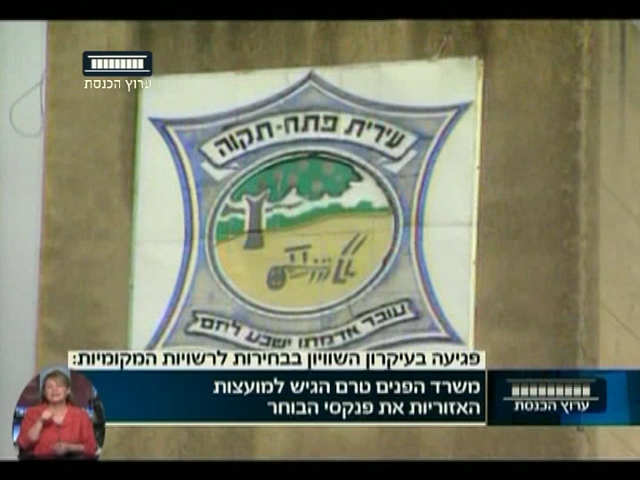 ערוץ הכנסת
עירית פתח-תקוה
עובד אדמתו ישבע לחם
פגיעה בעיקרון השוויון בבחירות לרשויות המקומיות:
משרד הפנים טרם הגיש למועצות
האזוריות את פנקסי הבוחר
ערוץ הכנסת